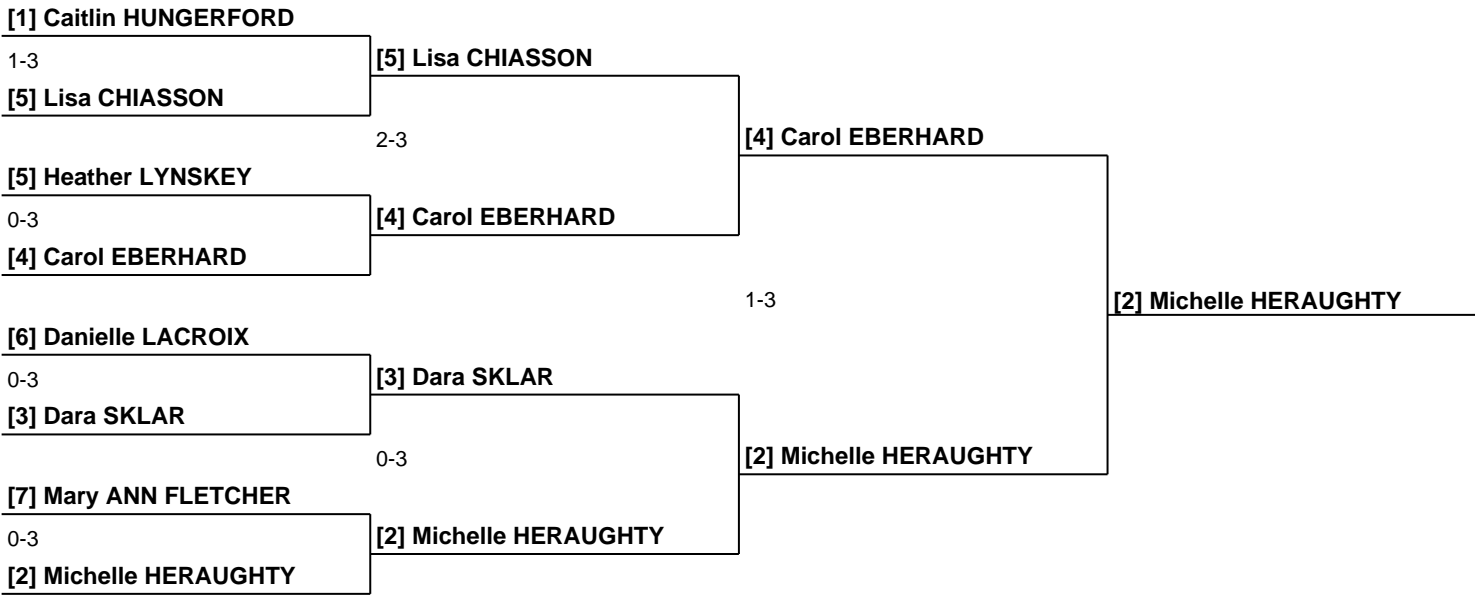 [1] Caitlin HUNGERFORD
1-3
[5] Lisa CHIASSON
[5] Lisa CHIASSON
2-3
[4] Carol EBERHARD
[5] Heather LYNSKEY
0-3
[4] Carol EBERHARD
[4] Carol EBERHARD
1-3
[2] Michelle HERAUGHTY
[6] Danielle LACROIX
0-3
[3] Dara SKLAR
[3] Dara SKLAR
0-3
[2] Michelle HERAUGHTY
[7] Mary ANN FLETCHER
0-3
[2] Michelle HERAUGHTY
[2] Michelle HERAUGHTY